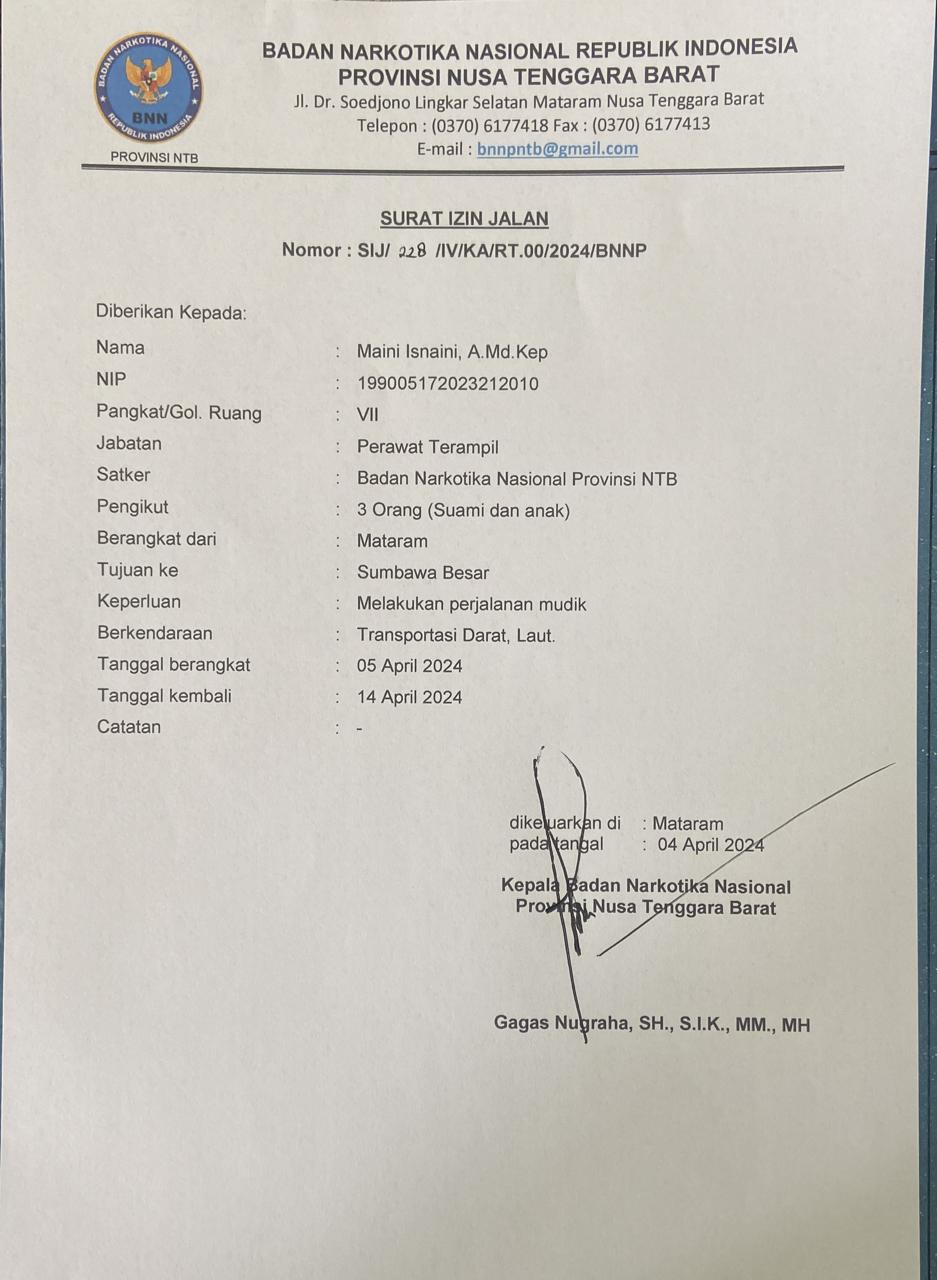 BADAN NARKOTIKA NASIONAL
BNN
REPUBLIK INDONESIA
PROVINSI NTB
BADAN NARKOTIKA NASIONAL REPUBLIK INDONESIA
PROVINSI NUSA TENGGARA BARAT
Jl. Dr. Soedjono Lingkar Selatan Mataram Nusa Tenggara Barat
Telepon : (0370) 6177418 Fax : (0370) 6177413
E-mail : bnnpntb@gmail.com
SURAT IZIN JALAN
Nomor : SIJ/ 028 /IV/KA/RT.00/2024/BNNP
Diberikan Kepada:
Nama : Maini Isnaini, A.Md.Kep
NIP : 199005172023212010
Pangkat/Gol. Ruang : VII
Jabatan : Perawat Terampil
Satker : Badan Narkotika Nasional Provinsi NTB
Pengikut : 3 Orang (Suami dan anak)
Berangkat dari : Mataram
Tujuan ke : Sumbawa Besar
Keperluan : Melakukan perjalanan mudik
Berkendaraan : Transportasi Darat, Laut.
Tanggal berangkat : 05 April 2024
Tanggal kembali : 14 April 2024
Catatan : -
dikeluarkan di : Mataram
pada tangal : 04 April 2024
Kepala Badan Narkotika Nasional
Provinsi Nusa Tenggara Barat
Gagas Nugraha, SH., S.I.K., MM., MH